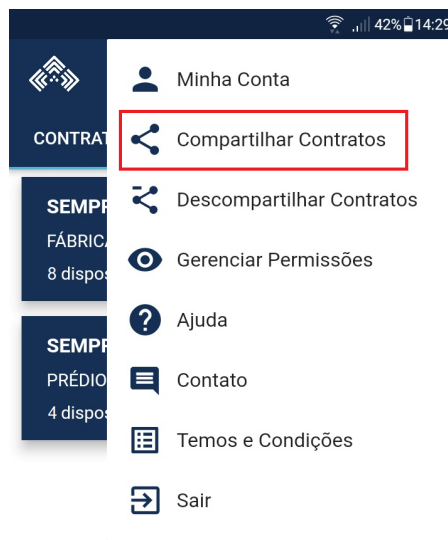 42% 14:29
Minha Conta
CONTRAT
Compartilhar Contratos
SEMPR
Descompartilhar Contratos
FÁBRICA
8 dispos
Gerenciar Permissões
Ajuda
SEMPR
PRÉDIO
Contato
4 dispos
Temos e Condições
Sair